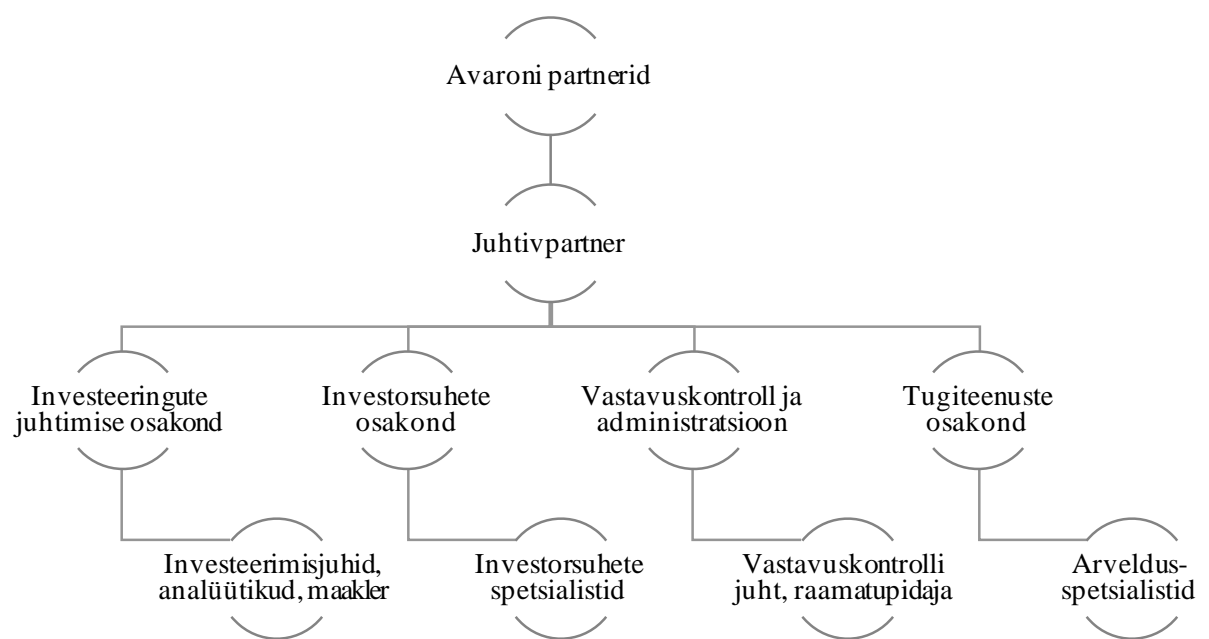 Avaroni partnerid
Juhtivpartner
Investeeringute
juhtimise osakond
Investorsuhete
osakond
Vastavuskontroll ja
administratsioon
Tugiteenuste
osakond
Investeerimisjuhid,
analüütikud, maakler
Investorsuhete
spetsialistid
Vastavuskontrolli
juht, raamatupidaja
Arveldus-
spetsialistid